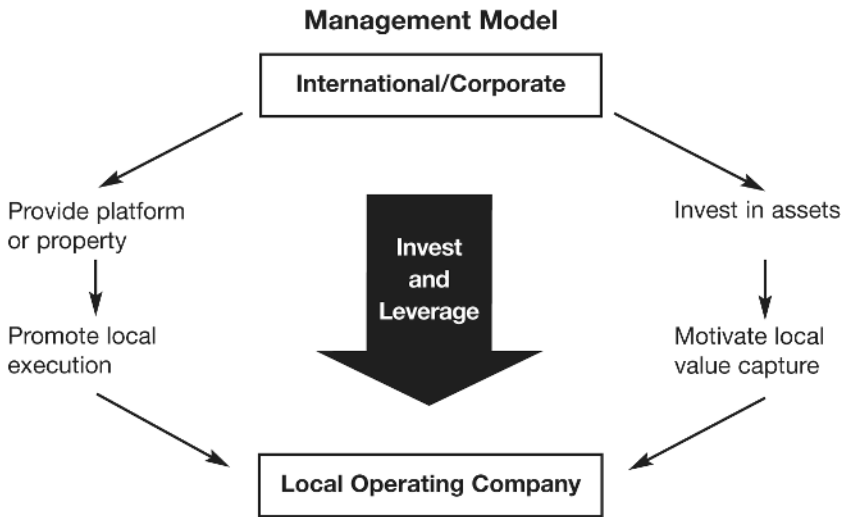 Management Model
International/Corporate
Provide platform
or property
Invest in assets
Invest
and
Leverage
Promote local
execution
Motivate local
value capture
Local Operating Company